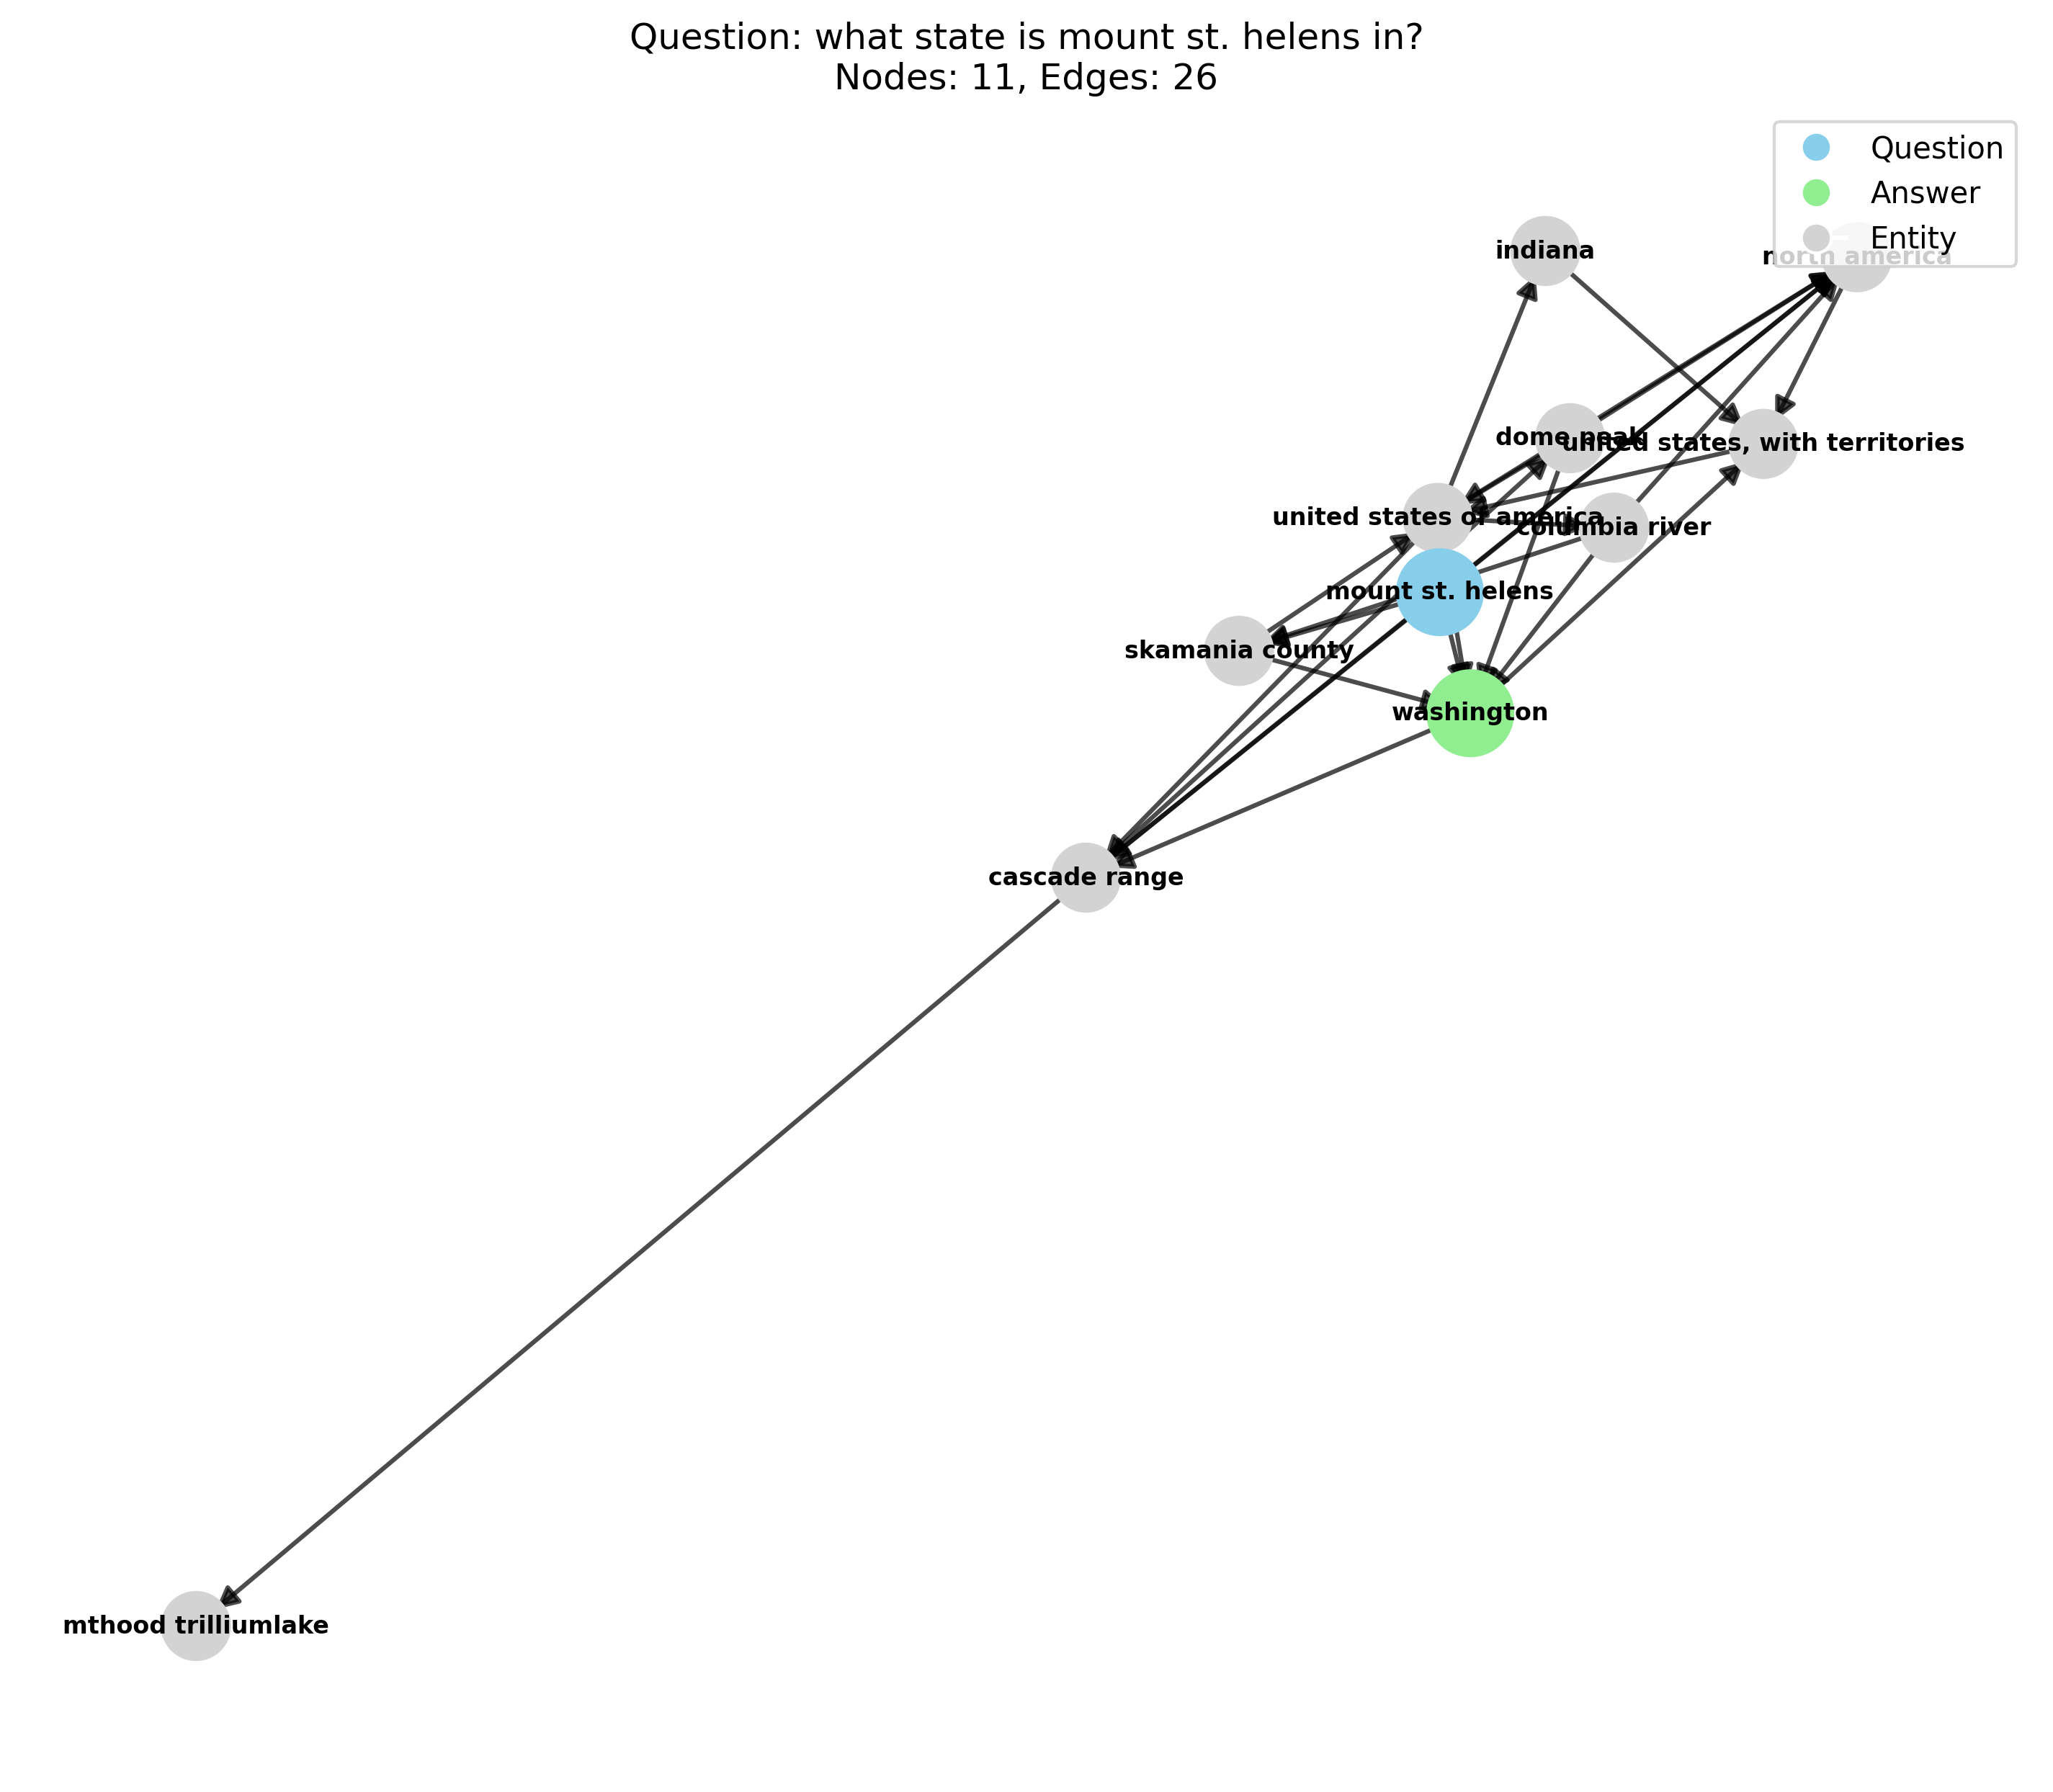 Question: what state is mount st. helens in?
Nodes: 11, Edges: 26
Question
Answer
Entity
indiana
north america
dome peak
united states, with territories
united states of america
columbia river
mount st. helens
skamania county
washington
cascade range
mthood trilliumlake